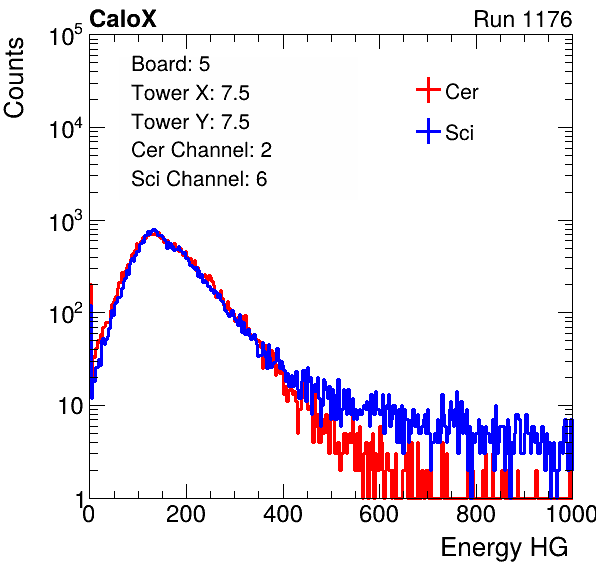 CaloX Run 1176
Counts
10^5
10^4
10^3
10^2
10
1
Board: 5
Tower X: 7.5
Tower Y: 7.5
Cer Channel: 2
Sci Channel: 6
Cer
Sci
0 200 400 600 800 1000
Energy HG